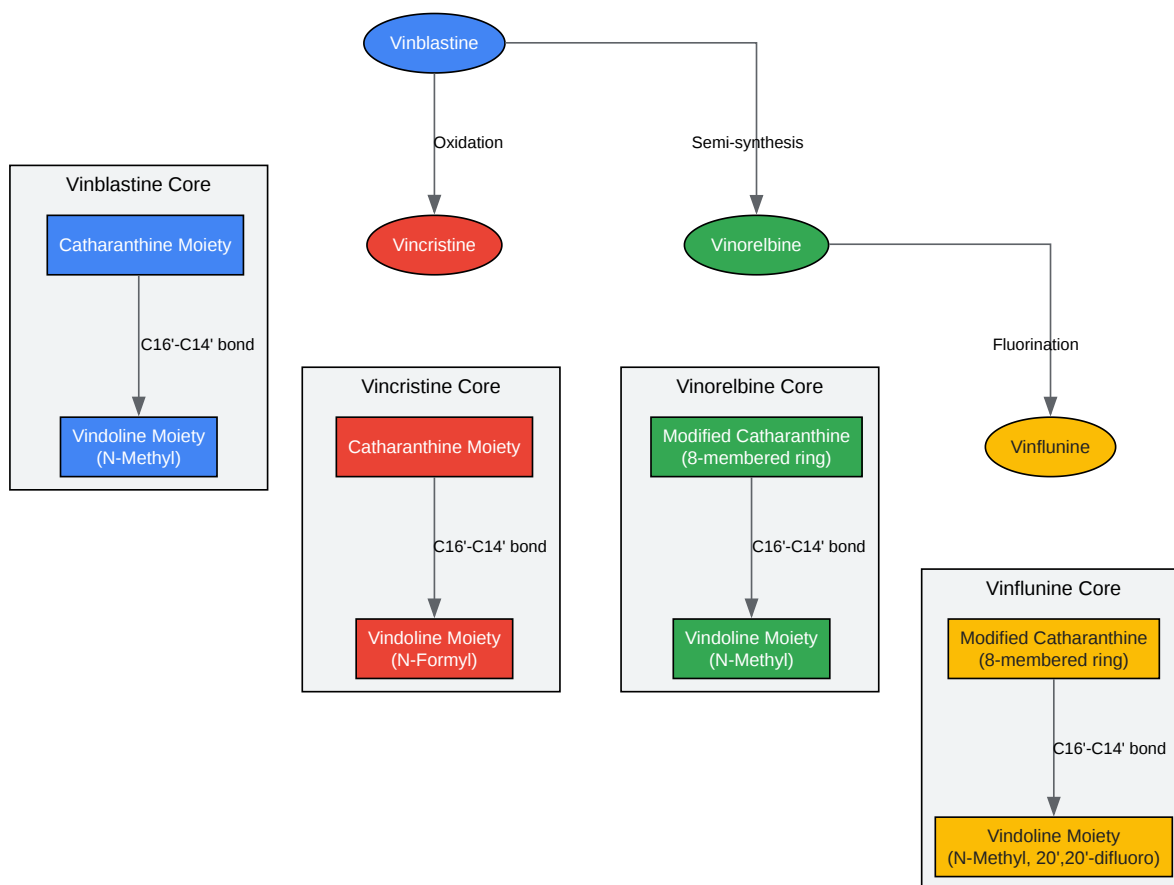 Vinblastine
Oxidation
Semi-synthesis
Vinblastine Core
Catharanthine Moiety
C16'-C14' bond
Vindoline Moiety
(N-Methyl)
Vincristine
Vinorelbine
Fluorination
Vincristine Core
Catharanthine Moiety
C16'-C14' bond
Vindoline Moiety
(N-Formyl)
Vinorelbine Core
Modified Catharanthine
(8-membered ring)
C16'-C14' bond
Vindoline Moiety
(N-Methyl)
Vinflunine
Vinflunine Core
Modified Catharanthine
(8-membered ring)
C16'-C14' bond
Vindoline Moiety
(N-Methyl, 20',20'-difluoro)